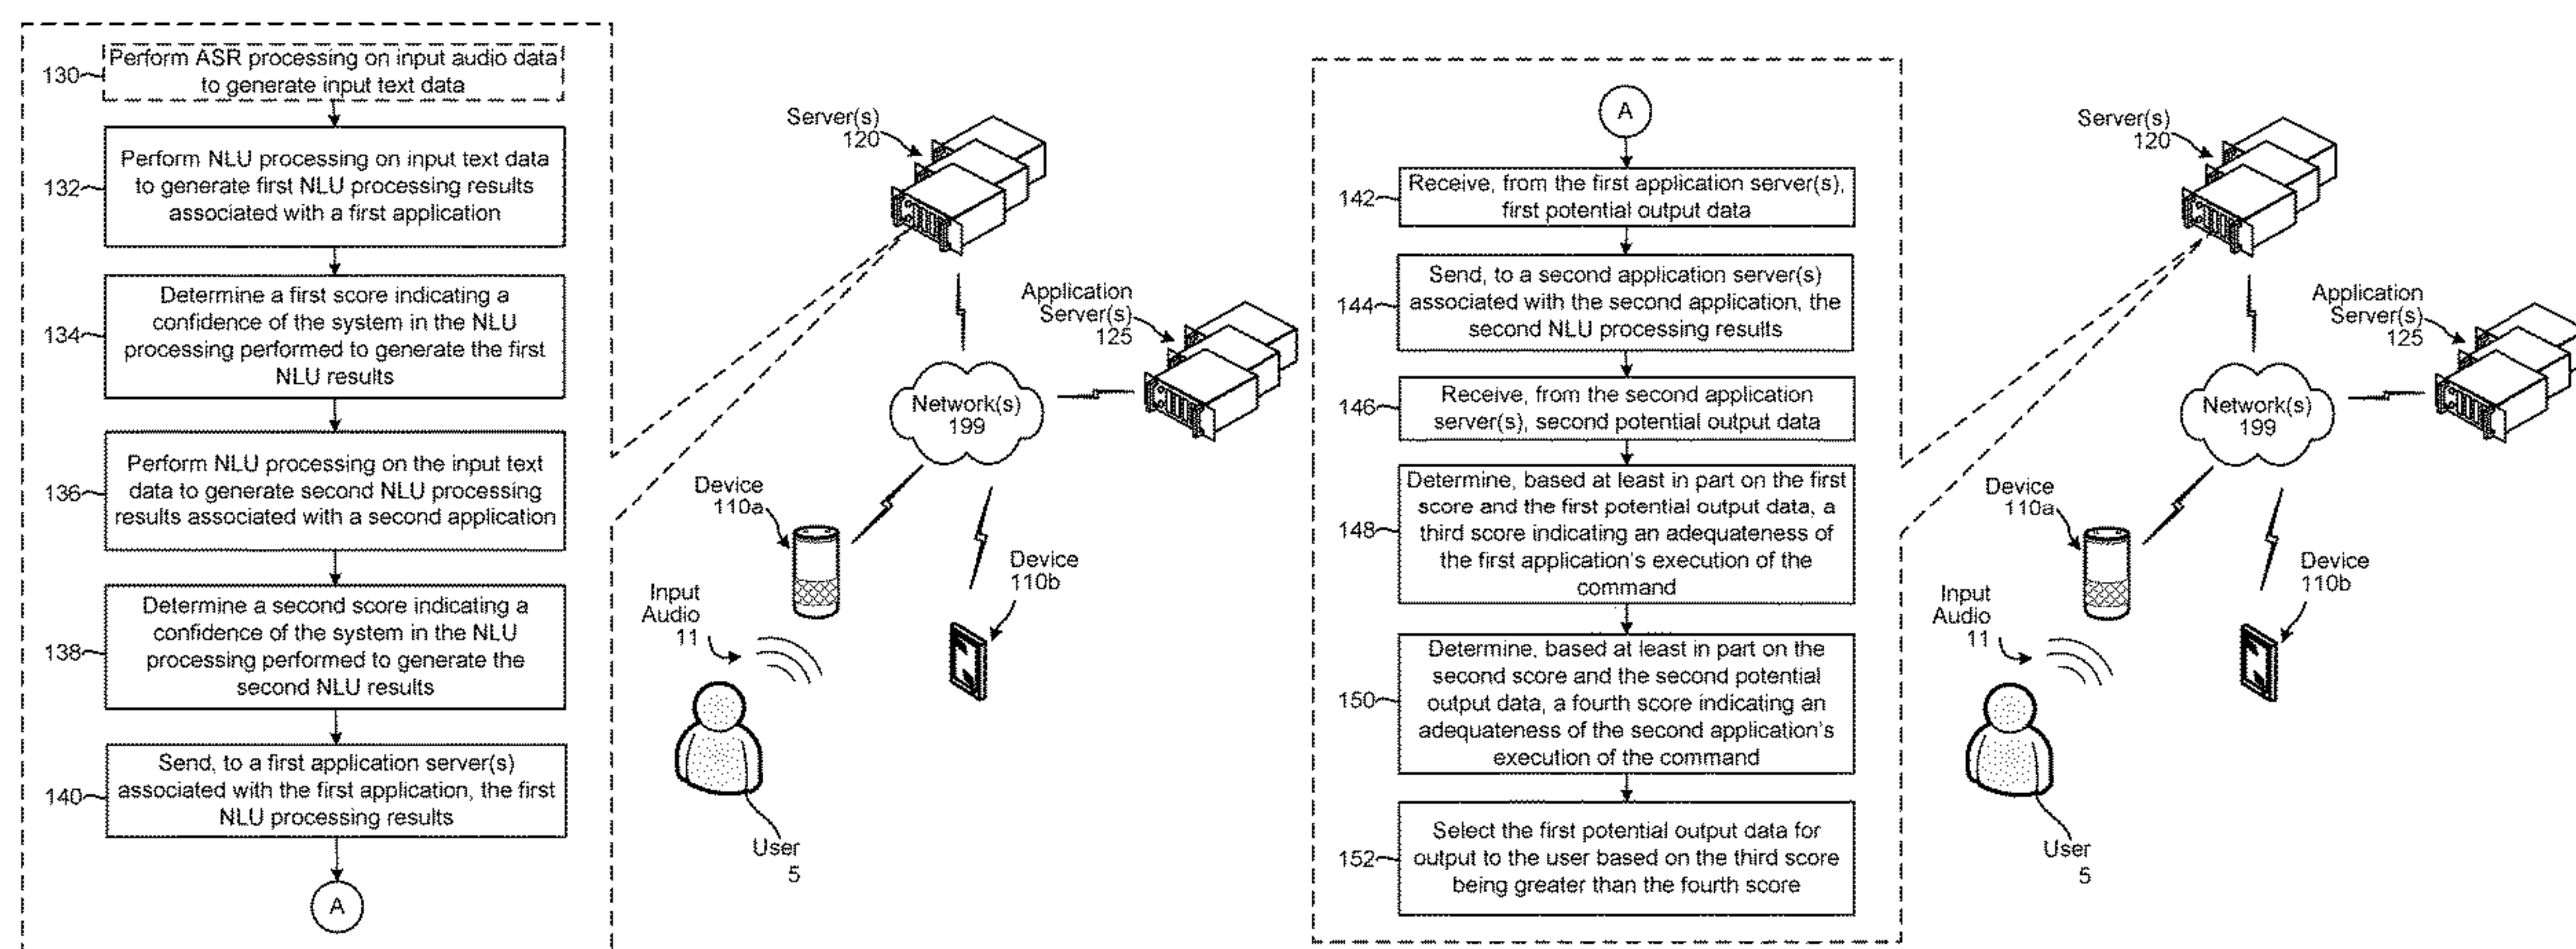 130
Perform ASR processing on input audio data
to generate input text data
132
Perform NLU processing on input text data
to generate first NLU processing results
associated with a first application
134
Determine a first score indicating a
confidence of the system in the NLU
processing performed to generate the first
NLU results
136
Perform NLU processing on the input text
data to generate second NLU processing
results associated with a second application
138
Determine a second score indicating a
confidence of the system in the NLU
processing performed to generate the
second NLU results
140
Send, to a first application server(s)
associated with the first application, the first
NLU processing results
A
Server(s)
120
Application
Server(s)
125
Network(s)
199
Device
110a
Device
110b
Input
Audio
11
User
5
A
142
Receive, from the first application server(s),
first potential output data
144
Send, to a second application server(s)
associated with the second application, the
second NLU processing results
146
Receive, from the second application
server(s), second potential output data
148
Determine, based at least in part on the first
score and the first potential output data, a
third score indicating an adequateness of
the first application's execution of the
command
150
Determine, based at least in part on the
second score and the second potential
output data, a fourth score indicating an
adequateness of the second application's
execution of the command
152
Select the first potential output data for
output to the user based on the third score
being greater than the fourth score
Server(s)
120
Application
Server(s)
125
Network(s)
199
Device
110a
Device
110b
Input
Audio
11
User
5